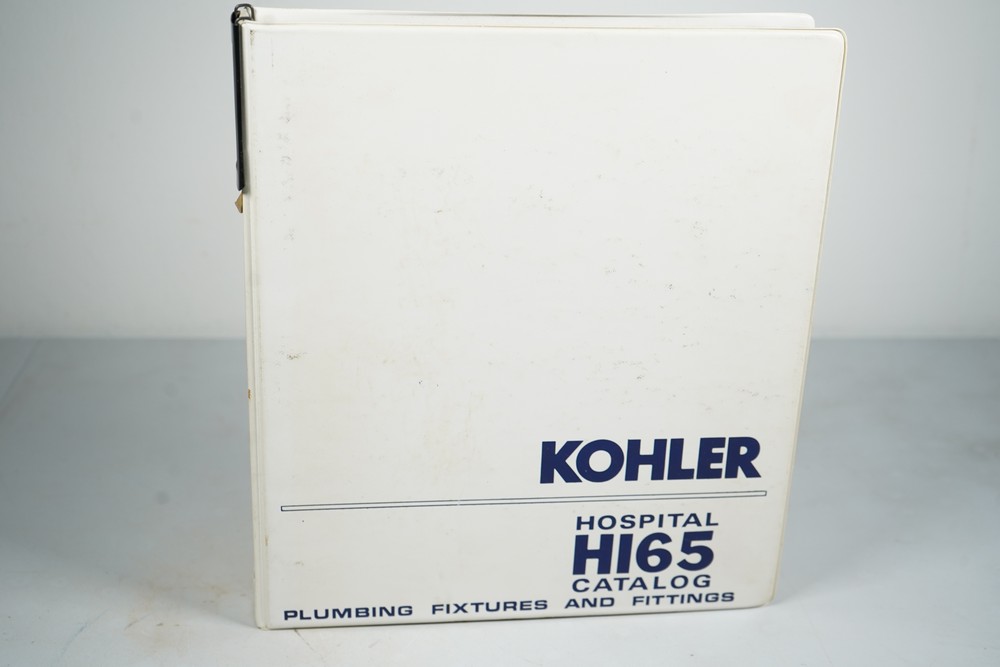 KOHLER
HOSPITAL
HI65
CATALOG
PLUMBING FIXTURES AND FITTINGS